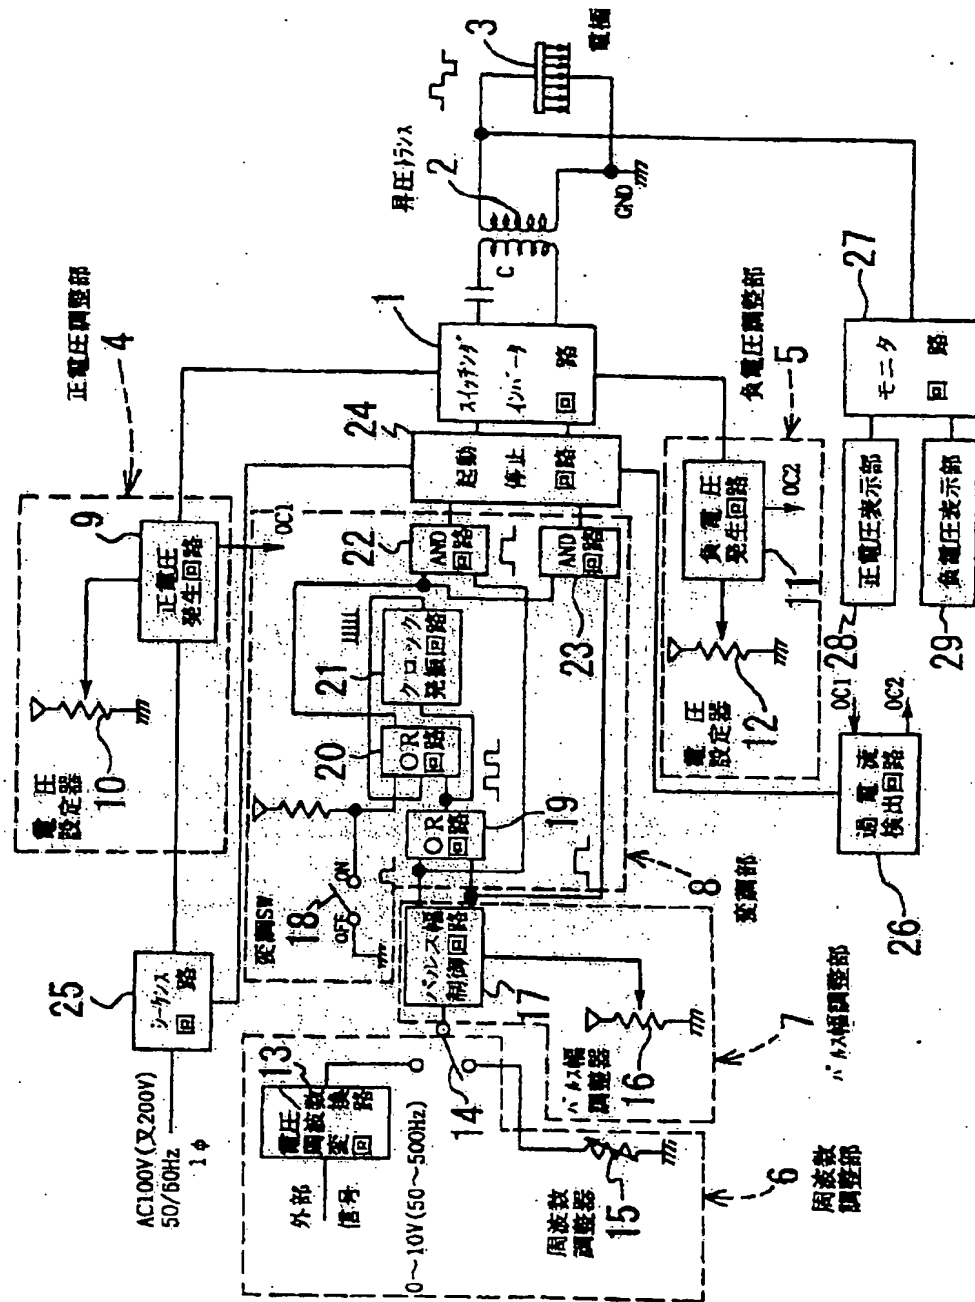 AC100V(又200V)
50/60Hz
1φ
25
シーケンス
回 路
外部
信号
13
電圧
周波数
変 換
回 路
0～10V(50～500Hz)
14
周波数
調整器
15
6
周波数
調整部
パルス幅
調整器
16
7
パルス幅調整部
パルス幅
制御回路
17
変調SW
18
OFF
ON
OR
回路
19
OR
回路
20
21
クロック
発振回路
22
AND
回路
AND
回路
23
8
変調部
電 圧
設定器
10
9
正電圧
発生回路
OC1
4
正電圧調整部
24
起動
停止
回路
1
スイッチング
インバータ
回 路
C
昇圧トランス
2
GND
3
電極
電 圧
設定器
12
負 電 圧
発生回路
11
OC2
5
負電圧調整部
過 電 流
検出回路
26
OC1
OC2
モニタ
回 路
27
正電圧表示部
28
負電圧表示部
29